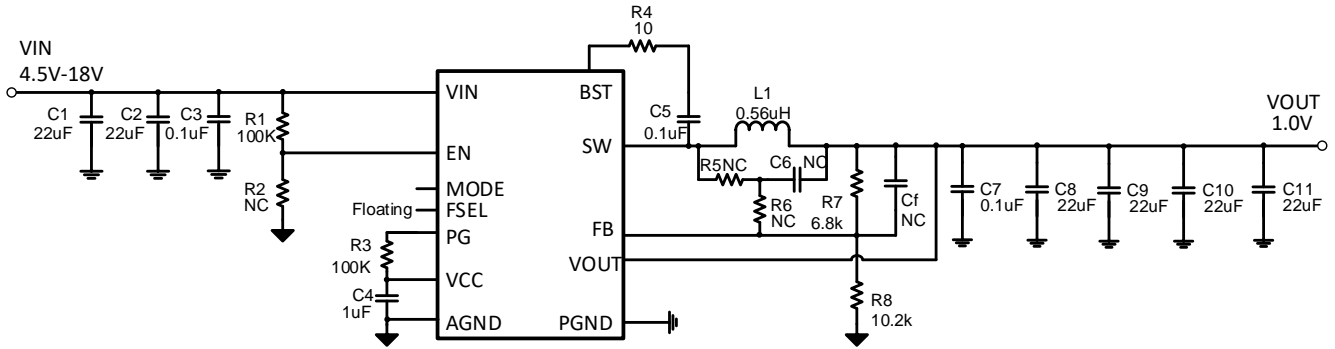 VIN
4.5V-18V
C1
22uF
C2
22uF
C3
0.1uF
R1
100K
R2
NC
Floating
R3
100K
C4
1uF
VIN
EN
MODE
FSEL
PG
VCC
AGND
BST
SW
FB
VOUT
PGND
R4
10
C5
0.1uF
L1
0.56uH
R5NC
C6 NC
R6
NC
R7
6.8k
Cf
NC
R8
10.2k
C7
0.1uF
C8
22uF
C9
22uF
C10
22uF
C11
22uF
VOUT
1.0V